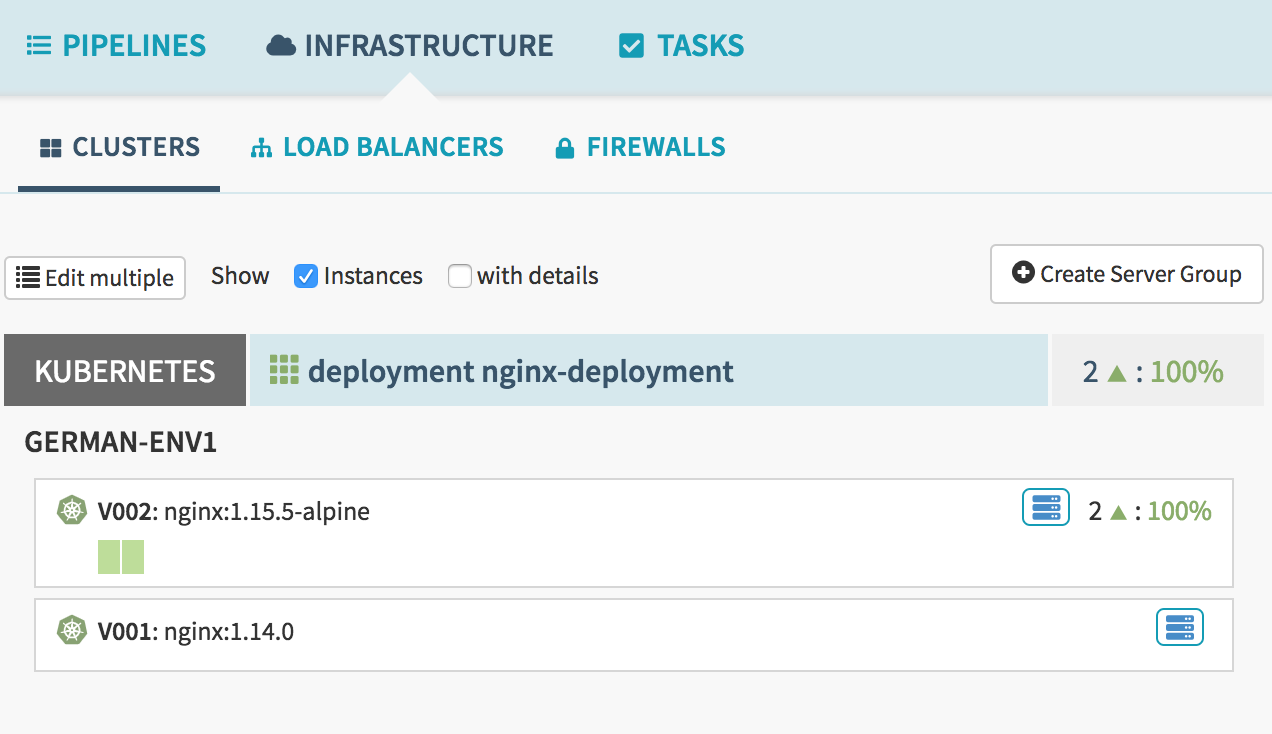 PIPELINES INFRASTRUCTURE TASKS
CLUSTERS LOAD BALANCERS FIREWALLS
Edit multiple Show Instances with details Create Server Group
KUBERNETES deployment nginx-deployment 2 ▲ : 100%
GERMAN-ENV1
V002: nginx:1.15.5-alpine 2 ▲ : 100%
V001: nginx:1.14.0